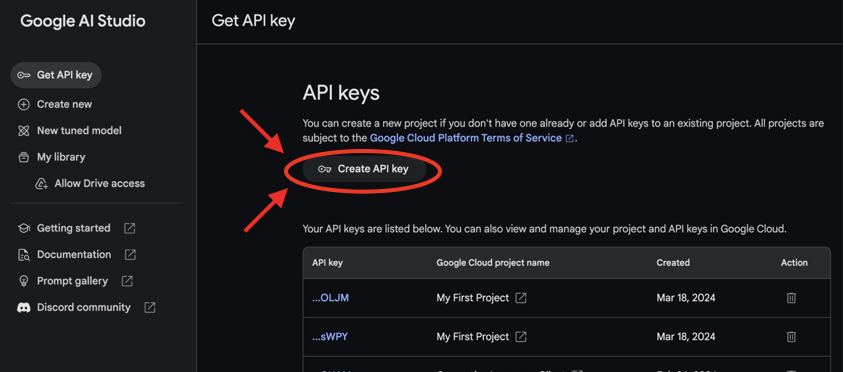 Google AI Studio
Get API key
Get API key
Create new
New tuned model
My library
Allow Drive access
Getting started
Documentation
Prompt gallery
Discord community
API keys
You can create a new project if you don't have one already or add API keys to an existing project. All projects are
subject to the Google Cloud Platform Terms of Service.
Create API key
Your API keys are listed below. You can also view and manage your project and API keys in Google Cloud.
API key Google Cloud project name Created Action
...OLJM My First Project Mar 18, 2024
...sWPY My First Project Mar 18, 2024